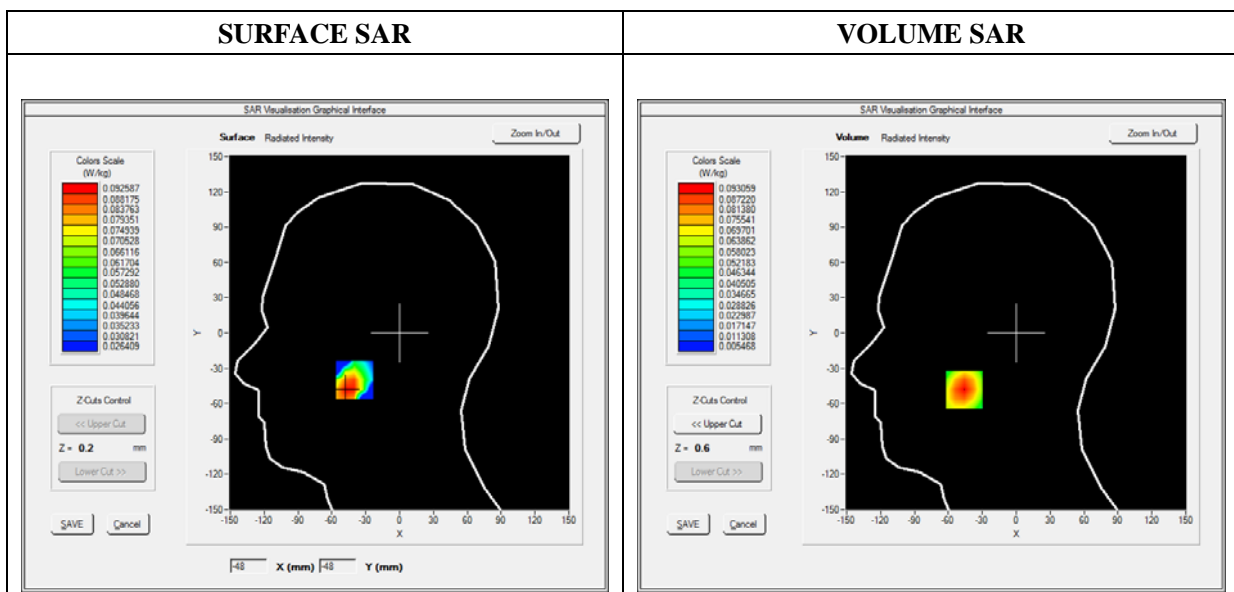 SURFACE SAR
VOLUME SAR
SAR Visualisation Graphical Interface
Surface Radiated Intensity
Zoom In/Out
Colors Scale
(W/kg)
0.092587
0.088175
0.083763
0.079351
0.074939
0.070528
0.066116
0.061704
0.057292
0.052880
0.048468
0.044056
0.039644
0.035233
0.030821
0.026409
Z-Cuts Control
<< Upper Cut
Z = 0.2 mm
Lower Cut >>
SAVE Cancel
150
120
90
60
30
0
-30
-60
-90
-120
-150
Y
-150 -120 -90 -60 -30 0 30 60 90 120 150
X
-48 X (mm) -48 Y (mm)
SAR Visualisation Graphical Interface
Volume Radiated Intensity
Zoom In/Out
Colors Scale
(W/kg)
0.093059
0.087220
0.081380
0.075541
0.069701
0.063862
0.058023
0.052183
0.046344
0.040505
0.034665
0.028826
0.022987
0.017147
0.011308
0.005468
Z-Cuts Control
<< Upper Cut
Z = 0.6 mm
Lower Cut >>
SAVE Cancel
150
120
90
60
30
0
-30
-60
-90
-120
-150
Y
-150 -120 -90 -60 -30 0 30 60 90 120 150
X